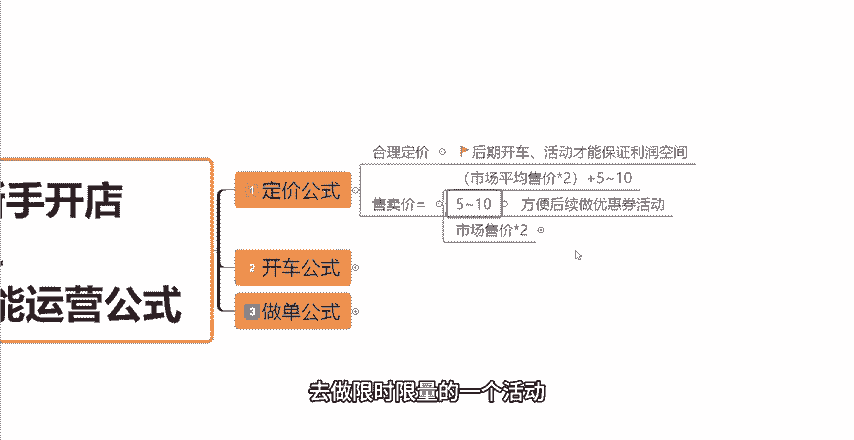 手开店
能运营公式
1 定价公式
合理定价
后期开车、活动才能保证利润空间
售卖价=
（市场平均售价*2）+5~10
5~10
方便后续做优惠券活动
市场售价*2
2 开车公式
3 做单公式
去做限时限量的一个活动